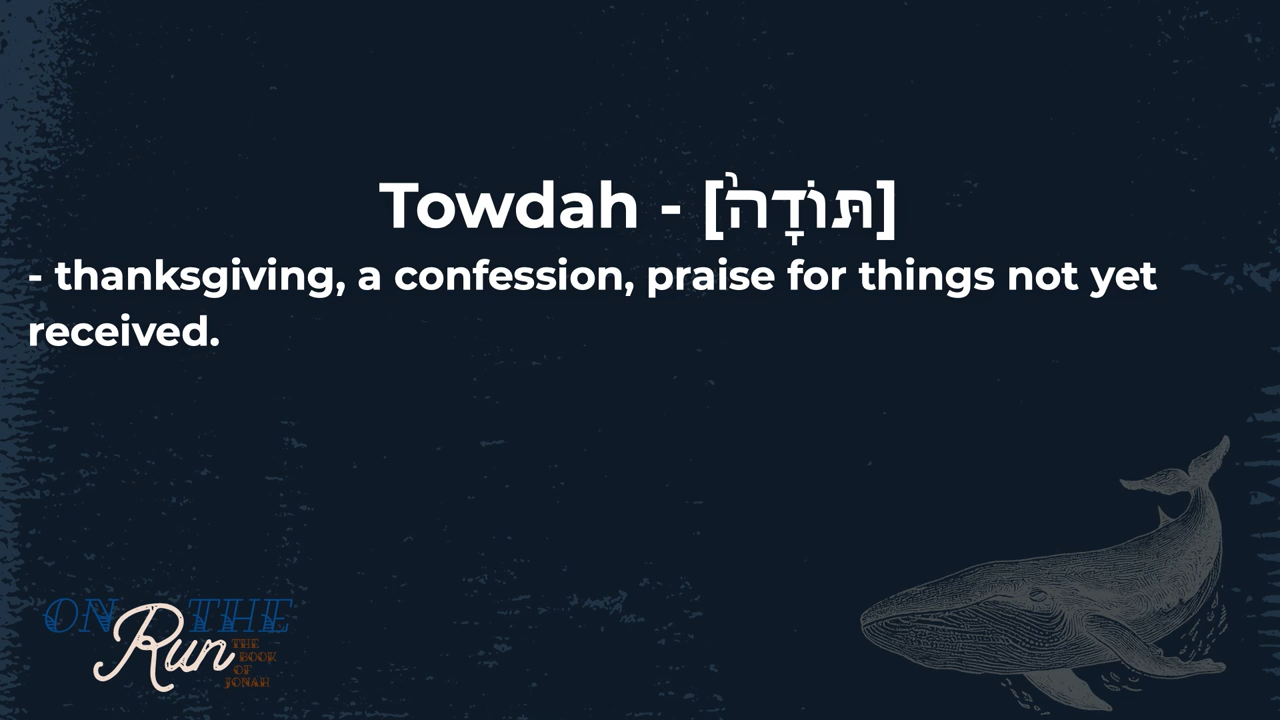 Towdah - [תּוֹדָה֙]
- thanksgiving, a confession, praise for things not yet
received.
ON THE
Run
THE
BOOK
OF
JONAH